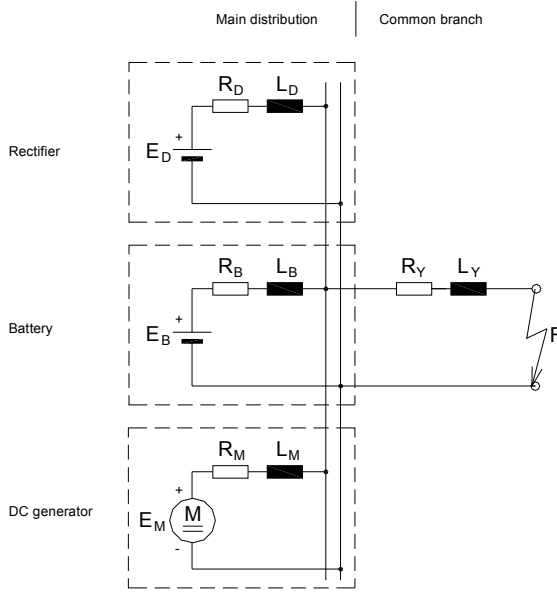 Main distribution
Common branch
R_D L_D
Rectifier
+
E_D
R_B L_B
R_Y L_Y
Battery
+
E_B
F
R_M L_M
DC generator
+
E_M
M
-